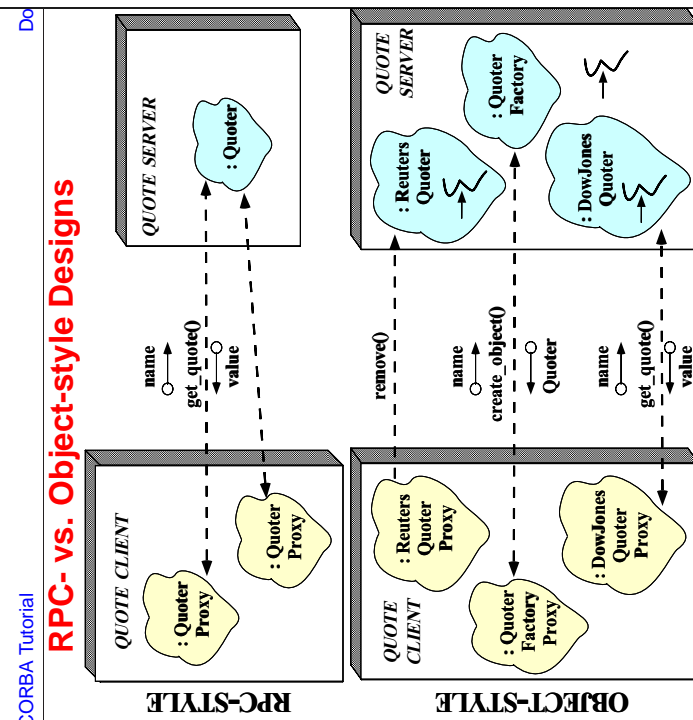 CORBA Tutorial
Do
RPC- vs. Object-style Designs
RPC-STYLE
QUOTE CLIENT
: Quoter
Proxy
: Quoter
Proxy
name
get_quote()
value
QUOTE SERVER
: Quoter
OBJECT-STYLE
QUOTE
CLIENT
: Reuters
Quoter
Proxy
: Quoter
Factory
Proxy
: DowJones
Quoter
Proxy
remove()
name
create_object()
Quoter
name
get_quote()
value
QUOTE
SERVER
: Reuters
Quoter
: Quoter
Factory
: DowJones
Quoter